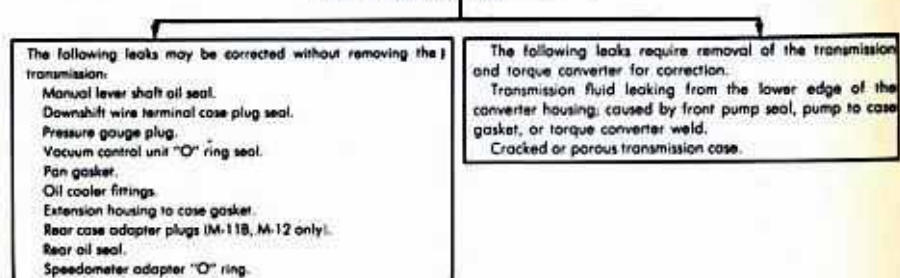 The following leaks may be corrected without removing the
transmission:
Manual lever shaft oil seal.
Downshift wire terminal case plug seal.
Pressure gauge plug.
Vacuum control unit "O" ring seal.
Pan gasket.
Oil cooler fittings.
Extension housing to case gasket.
Rear case adapter plugs (M-11B, M-12 only).
Rear oil seal.
Speedometer adapter "O" ring.
The following leaks require removal of the transmission
and torque converter for correction.
Transmission fluid leaking from the lower edge of the
converter housing; caused by front pump seal, pump to case
gasket, or torque converter weld.
Cracked or porous transmission case.